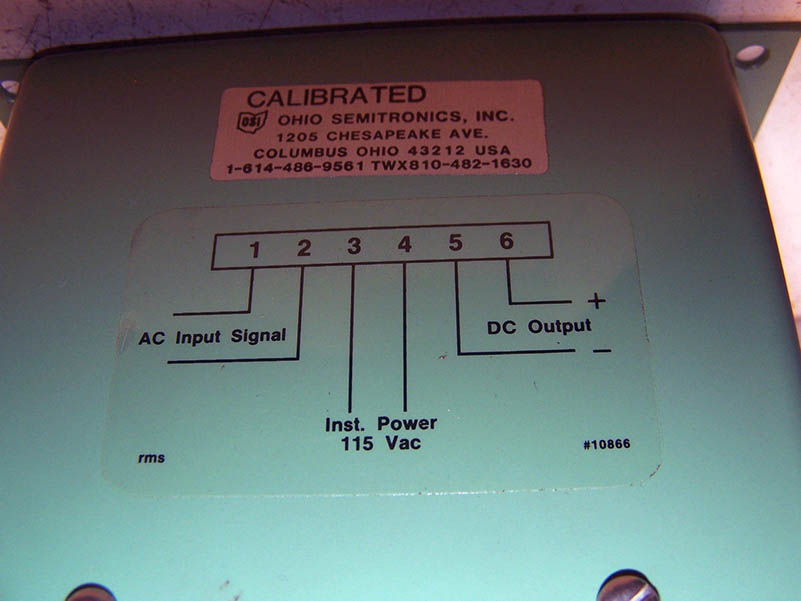 CALIBRATED
OSI OHIO SEMITRONICS, INC.
1205 CHESAPEAKE AVE.
COLUMBUS OHIO 43212 USA
1-614-486-9561 TWX810-482-1630
1 2 3 4 5 6
+
AC Input Signal
DC Output
−
Inst. Power
115 Vac
rms
#10866